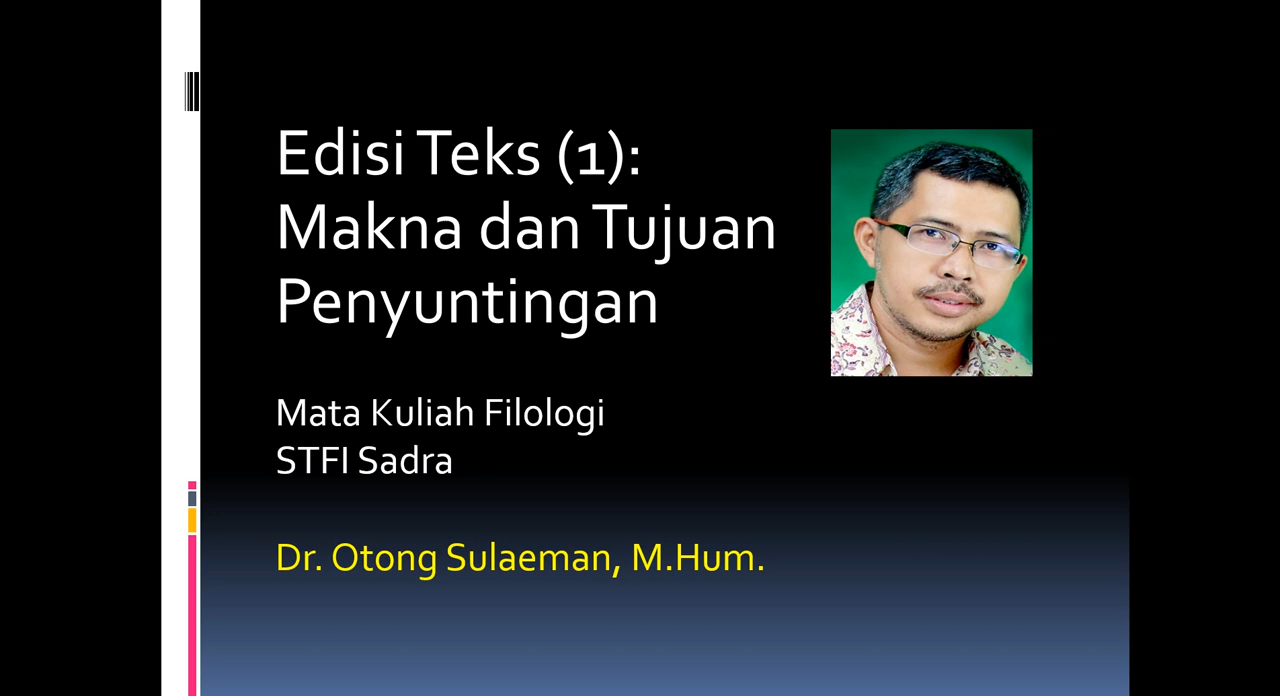 Edisi Teks (1):
Makna dan Tujuan
Penyuntingan
Mata Kuliah Filologi
STFI Sadra
Dr. Otong Sulaeman, M.Hum.